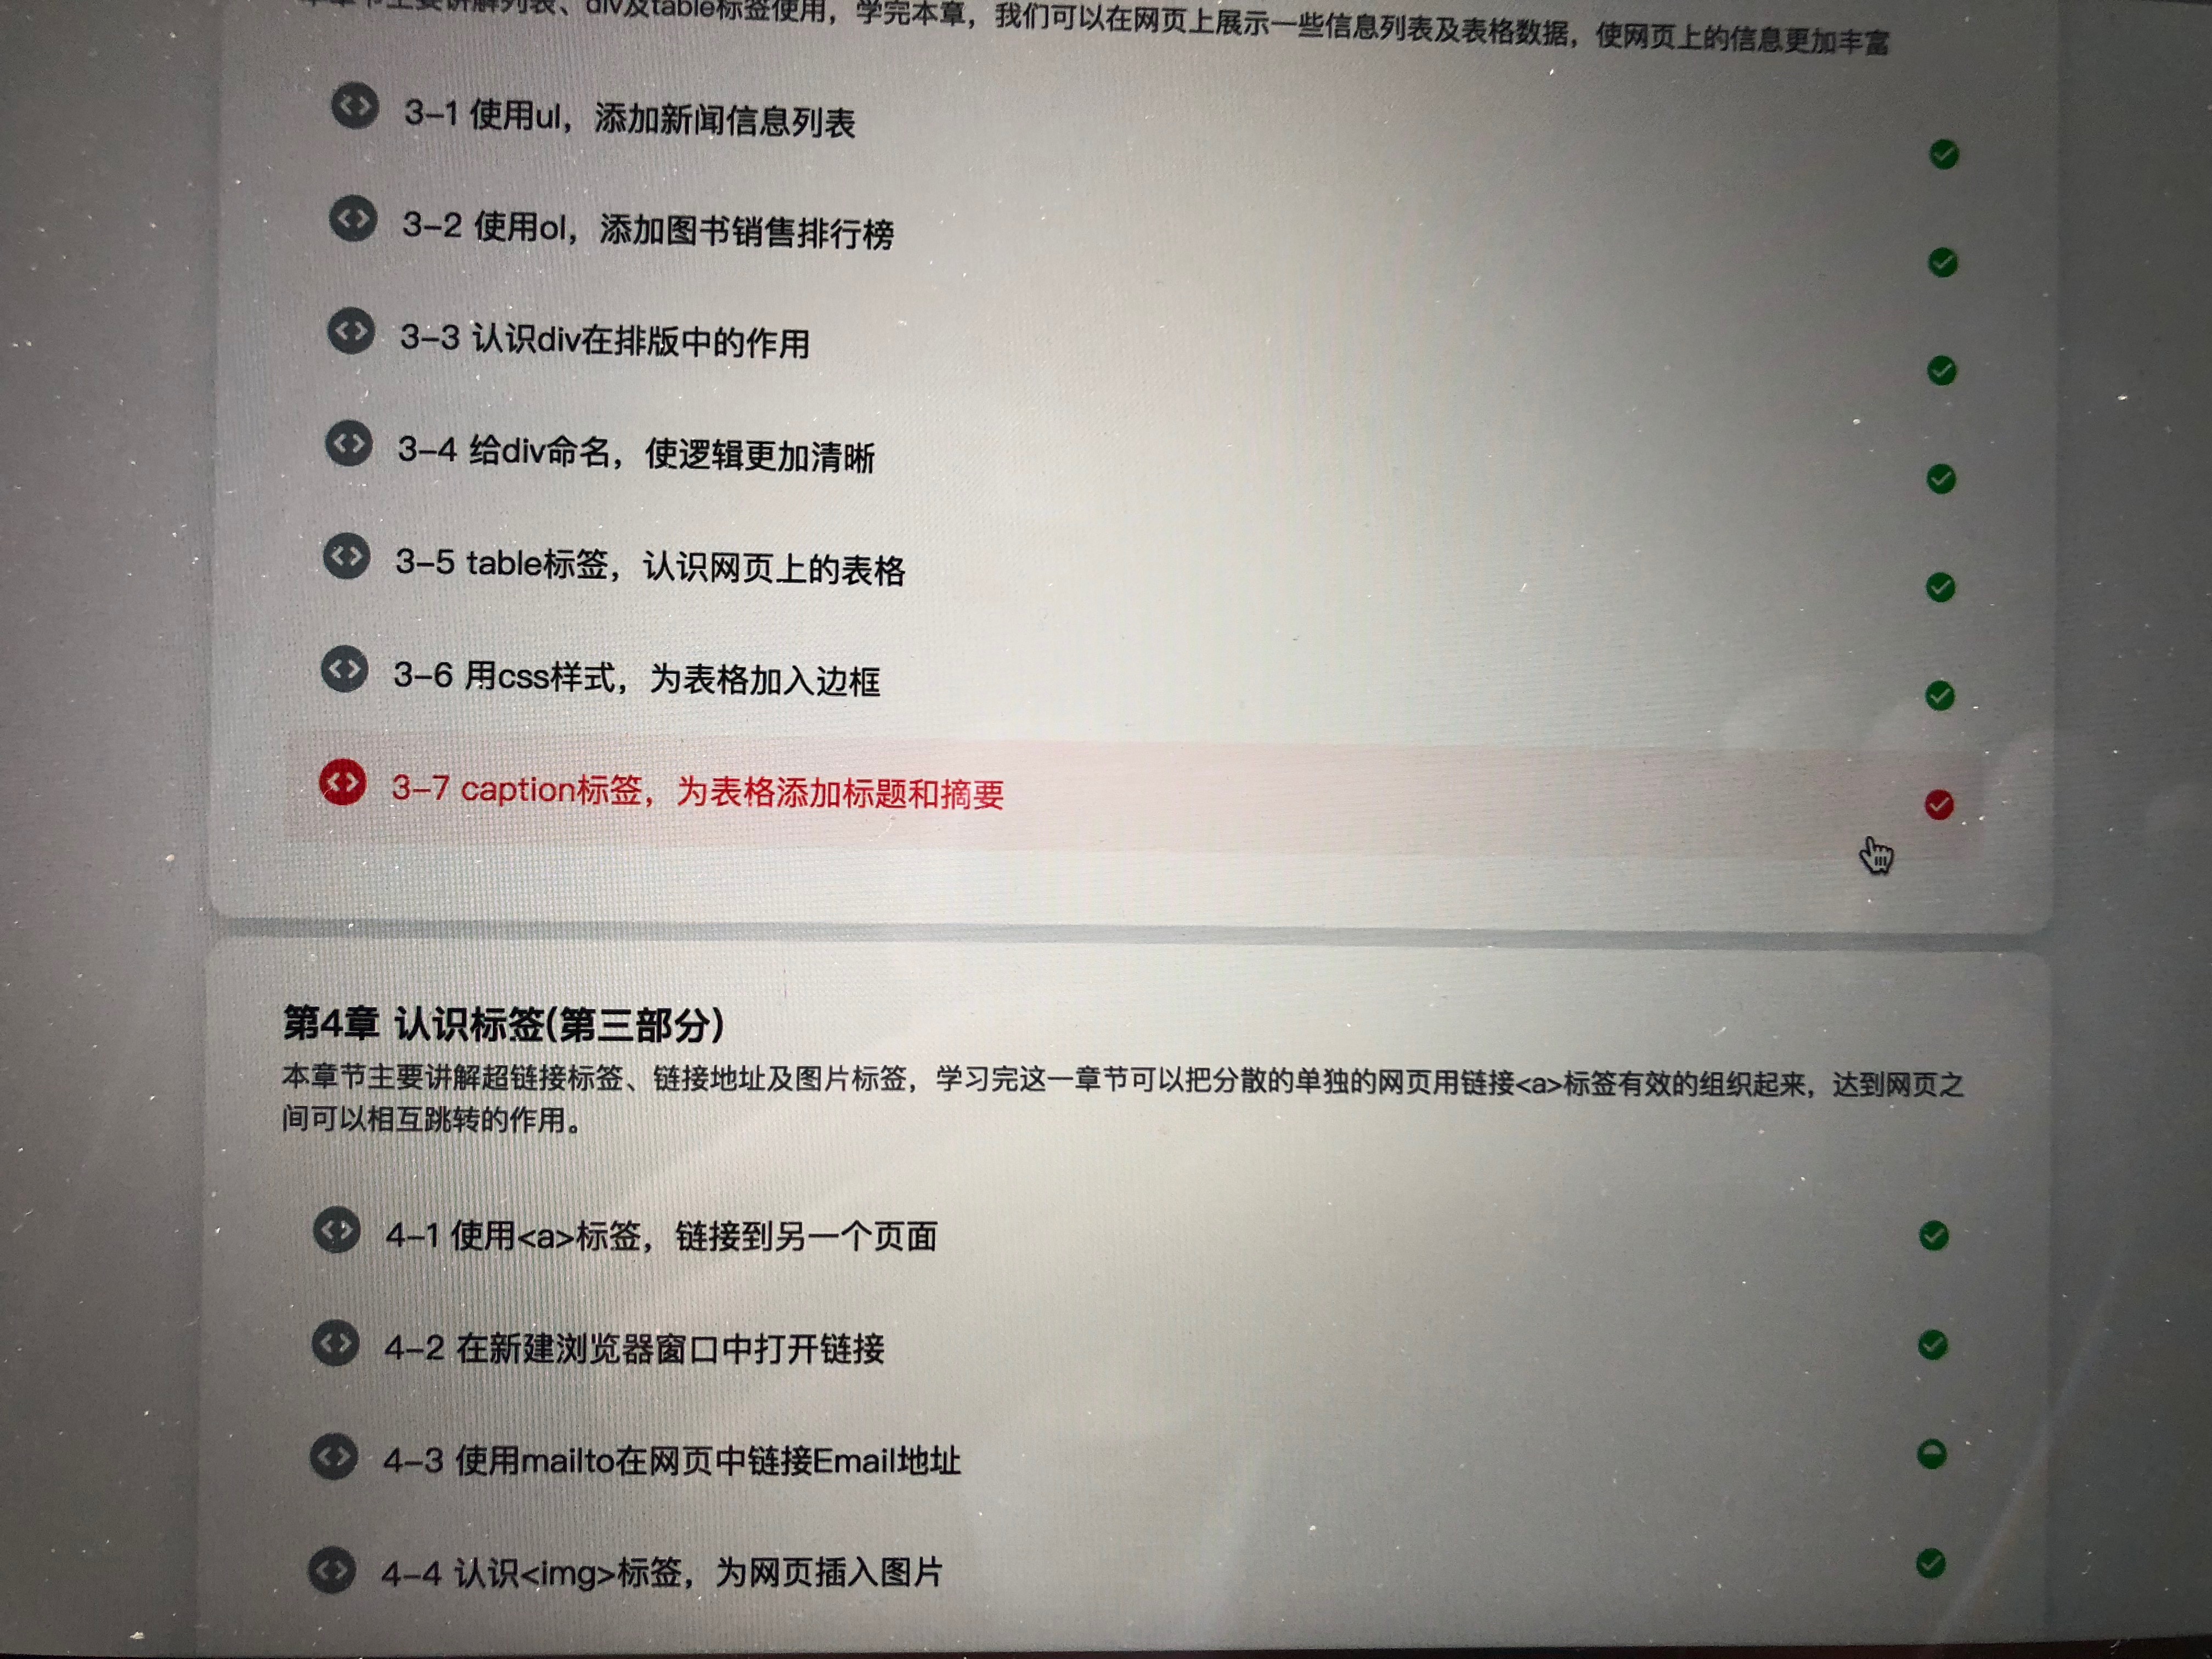 本章节主要讲解列表、div及table标签使用，学完本章，我们可以在网页上展示一些信息列表及表格数据，使网页上的信息更加丰富
3-1 使用ul，添加新闻信息列表
3-2 使用ol，添加图书销售排行榜
3-3 认识div在排版中的作用
3-4 给div命名，使逻辑更加清晰
3-5 table标签，认识网页上的表格
3-6 用css样式，为表格加入边框
3-7 caption标签，为表格添加标题和摘要
第4章 认识标签(第三部分)
本章节主要讲解超链接标签、链接地址及图片标签，学习完这一章节可以把分散的单独的网页用链接<a>标签有效的组织起来，达到网页之
间可以相互跳转的作用。
4-1 使用<a>标签，链接到另一个页面
4-2 在新建浏览器窗口中打开链接
4-3 使用mailto在网页中链接Email地址
4-4 认识<img>标签，为网页插入图片